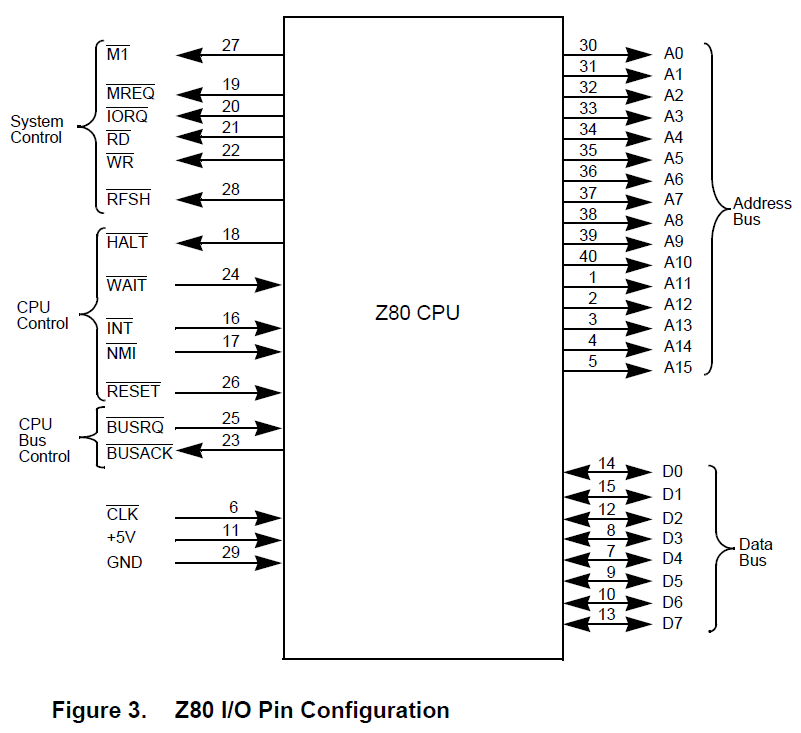 27
M1
19
MREQ
20
IORQ
System
Control
21
RD
22
WR
28
RFSH
18
HALT
24
WAIT
CPU
Control
16
INT
17
NMI
26
RESET
CPU
Bus
Control
25
BUSRQ
23
BUSACK
6
CLK
11
+5V
29
GND
Z80 CPU
30 A0
31 A1
32 A2
33 A3
34 A4
35 A5
36 A6
37 A7
38 A8
39 A9
40 A10
1 A11
2 A12
3 A13
4 A14
5 A15
Address
Bus
14 D0
15 D1
12 D2
8 D3
7 D4
9 D5
10 D6
13 D7
Data
Bus
Figure 3. Z80 I/O Pin Configuration